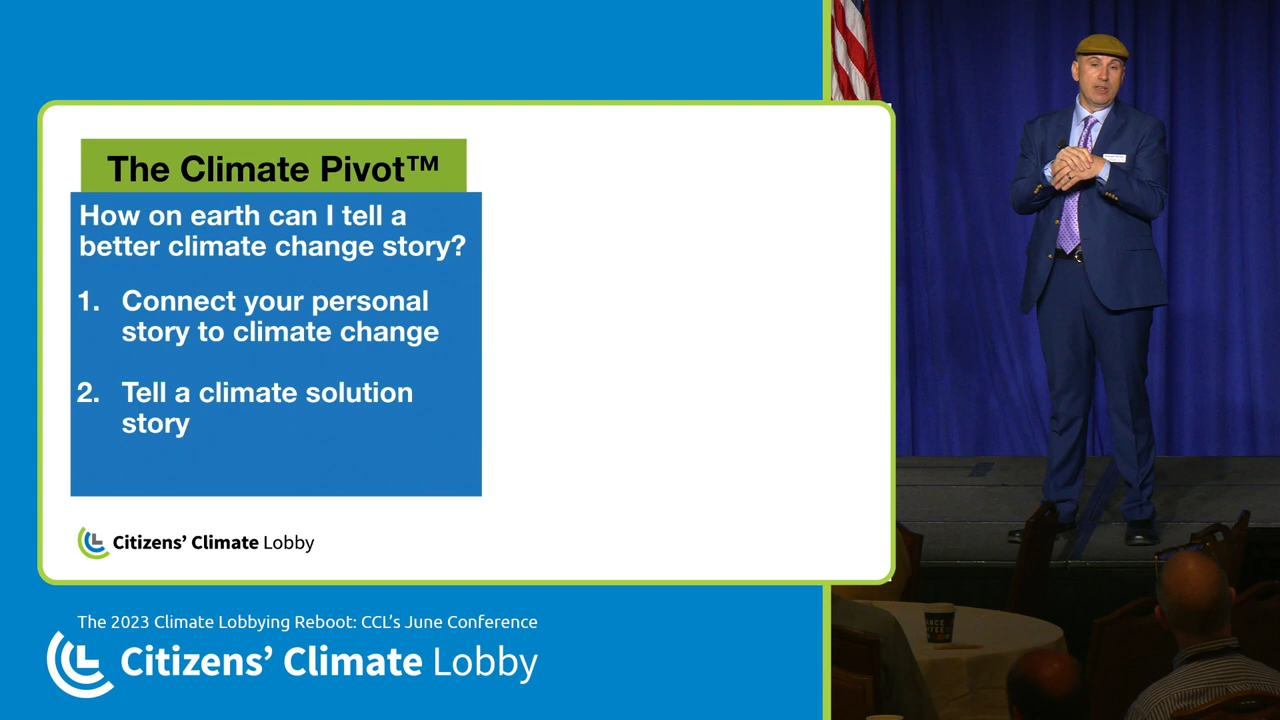 The Climate Pivot™
How on earth can I tell a
better climate change story?
1. Connect your personal
story to climate change
2. Tell a climate solution
story
Citizens' Climate Lobby
The 2023 Climate Lobbying Reboot: CCL's June Conference
Citizens' Climate Lobby